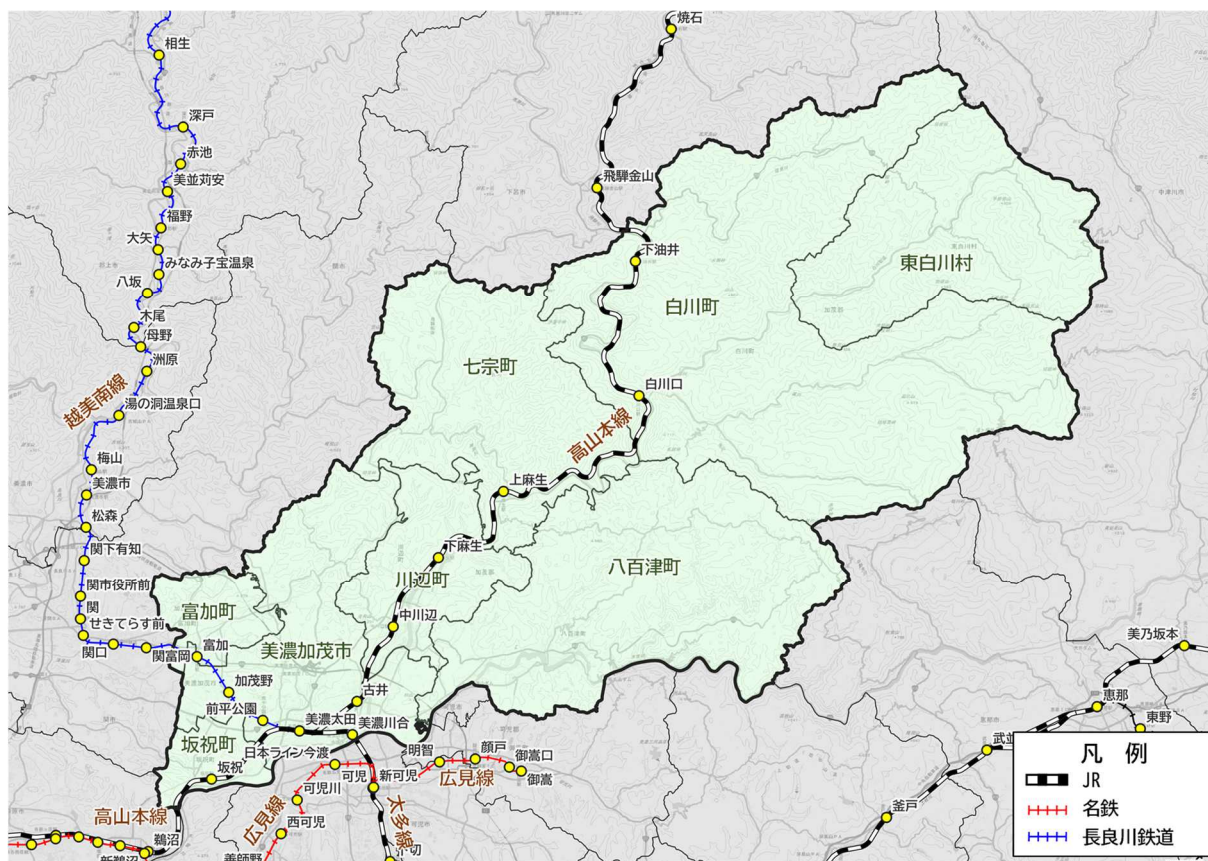 焼石
相生
深戸
赤池
美並苅安
飛騨金山
福野
大矢
下油井
みなみ子宝温泉
東白川村
八坂
白川町
木尾
母野
洲原
七宗町
白川口
越美南線
湯の洞温泉口
高山本線
梅山
美濃市
上麻生
松森
関下有知
下麻生
八百津町
川辺町
関市役所前
富加町
関
せきてらす前
中川辺
関口
関富岡
富加
美濃加茂市
美乃坂本
加茂野
古井
恵那
前平公園
美濃太田
美濃川合
東野
坂祝町
日本ライン今渡
明智
顔戸
御嵩口
武並
坂祝
可児
新可児
広見線
御嵩
可児川
釜戸
高山本線
広見線
西可児
太多線
鵜沼
新鵜沼
善師野
凡 例
JR
名鉄
長良川鉄道